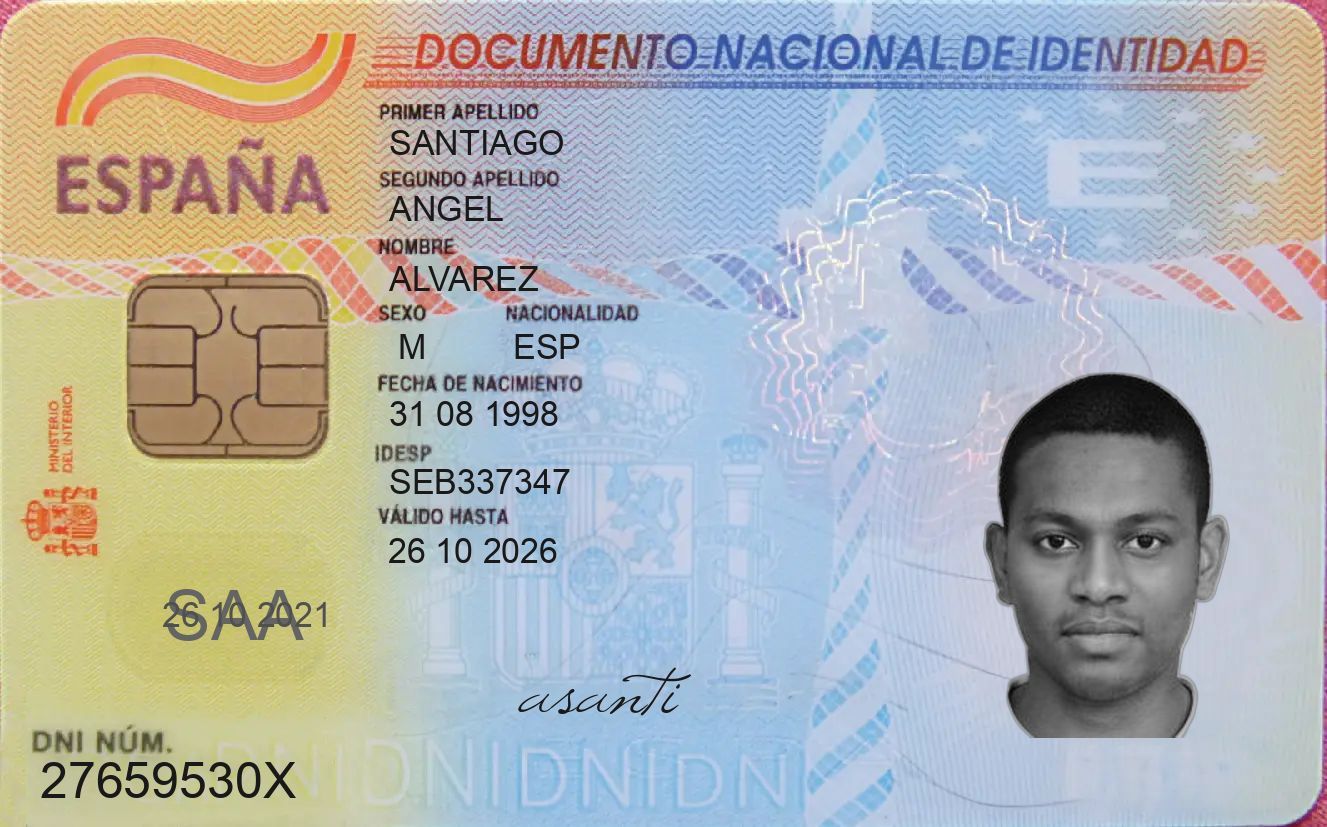 DOCUMENTO NACIONAL DE IDENTIDAD
ESPAÑA
PRIMER APELLIDO
SANTIAGO
SEGUNDO APELLIDO
ANGEL
NOMBRE
ALVAREZ
SEXO NACIONALIDAD
M ESP
FECHA DE NACIMIENTO
31 08 1998
IDESP
SEB337347
VÁLIDO HASTA
26 10 2026
MINISTERIO
DEL INTERIOR
E
SAA
26 10 2021
asanti
DNI NÚM.
27659530X
DNIDNIDNIDNI